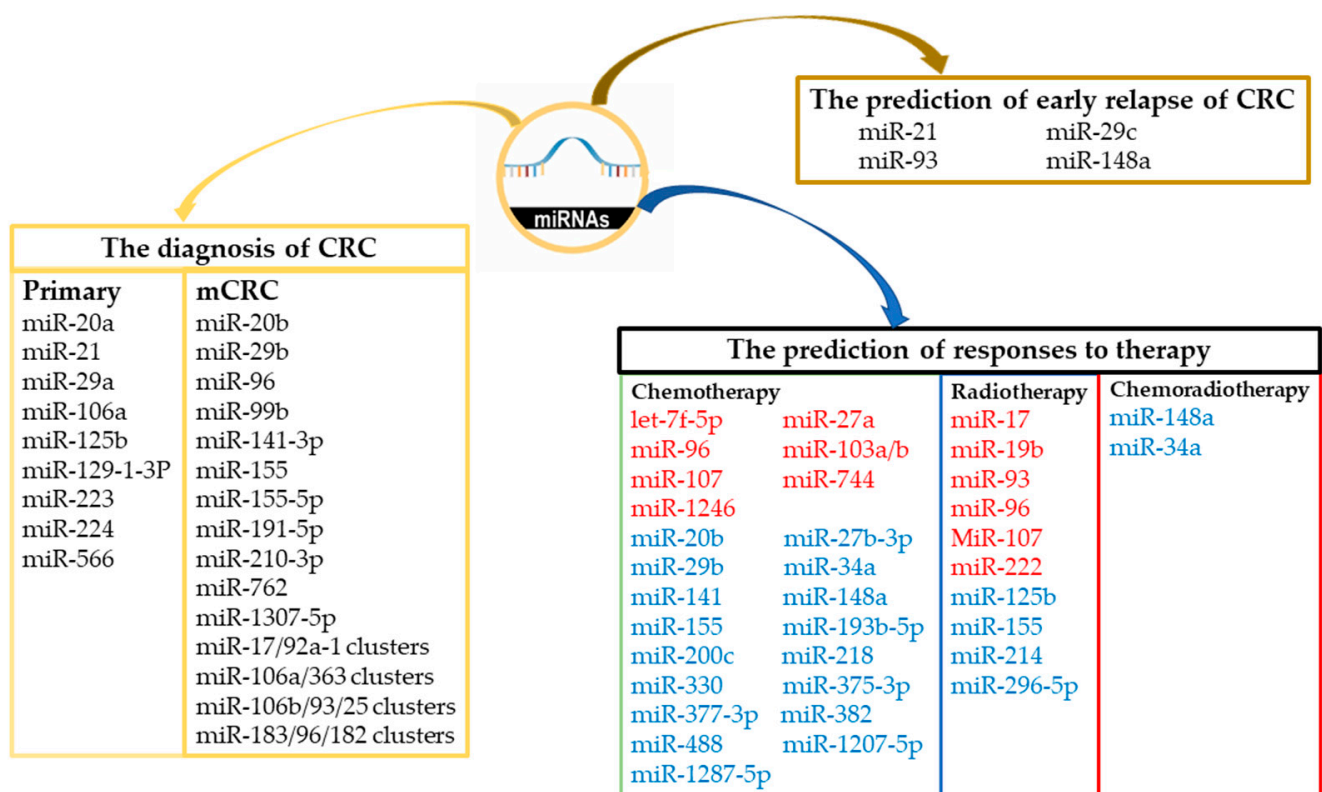 The prediction of early relapse of CRC
miR-21 miR-29c
miR-93 miR-148a
miRNAs
The diagnosis of CRC
Primary
miR-20a
miR-21
miR-29a
miR-106a
miR-125b
miR-129-1-3P
miR-223
miR-224
miR-566
mCRC
miR-20b
miR-29b
miR-96
miR-99b
miR-141-3p
miR-155
miR-155-5p
miR-191-5p
miR-210-3p
miR-762
miR-1307-5p
miR-17/92a-1 clusters
miR-106a/363 clusters
miR-106b/93/25 clusters
miR-183/96/182 clusters
The prediction of responses to therapy
Chemotherapy
let-7f-5p miR-27a
miR-96 miR-103a/b
miR-107 miR-744
miR-1246
miR-20b miR-27b-3p
miR-29b miR-34a
miR-141 miR-148a
miR-155 miR-193b-5p
miR-200c miR-218
miR-330 miR-375-3p
miR-377-3p miR-382
miR-488 miR-1207-5p
miR-1287-5p
Radiotherapy
miR-17
miR-19b
miR-93
miR-96
MiR-107
miR-222
miR-125b
miR-155
miR-214
miR-296-5p
Chemoradiotherapy
miR-148a
miR-34a